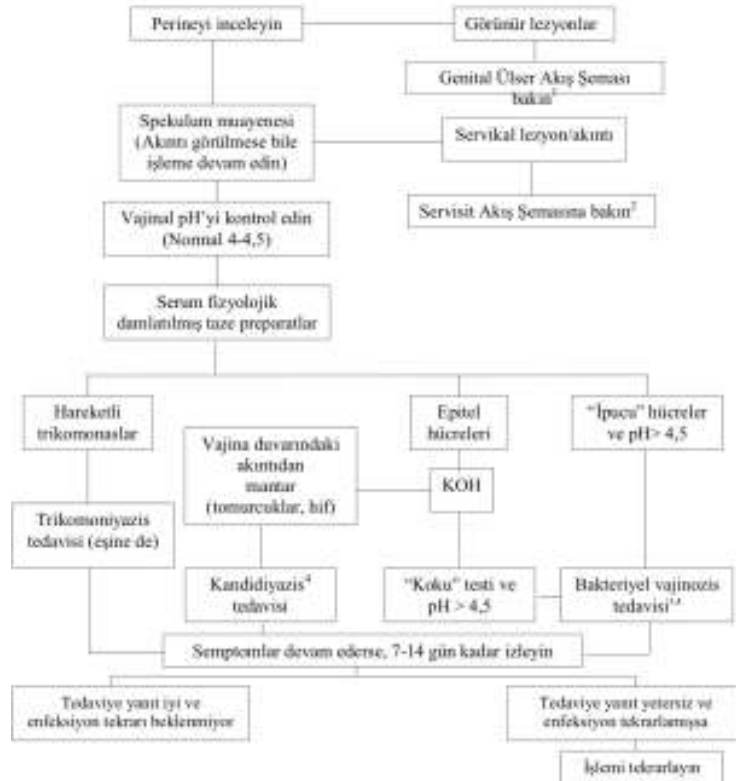 Perineyi inceleyin
Görünür lezyonlar
Genital Ülser Akış Şeması
bakın
Spekulum muayenesi
(Akıntı görülmese bile
işleme devam edin)
Servikal lezyon/akıntı
Vajinal pH'yi kontrol edin
(Normal 4-4,5)
Servisit Akış Şemasına bakın²
Serum fizyolojik
damlatılmış taze preparatlar
Hareketli
trikomonaslar
Epitel
hücreleri
"İpucu" hücreler
ve pH> 4,5
Vajina duvarındaki
akıntıdan
mantar
(tomurcuklar, hif)
KOH
Trikomoniyazis
tedavisi (eşine de)
Kandidiyazis⁴
tedavisi
"Koku" testi ve
pH > 4,5
Bakteriyel vajinozis
tedavisi
Semptomlar devam ederse, 7-14 gün kadar izleyin
Tedaviye yanıt iyi ve
enfeksiyon tekrarı beklenmiyor
Tedaviye yanıt yetersiz ve
enfeksiyon tekrarlamışsa
İşlemi tekrarlayın